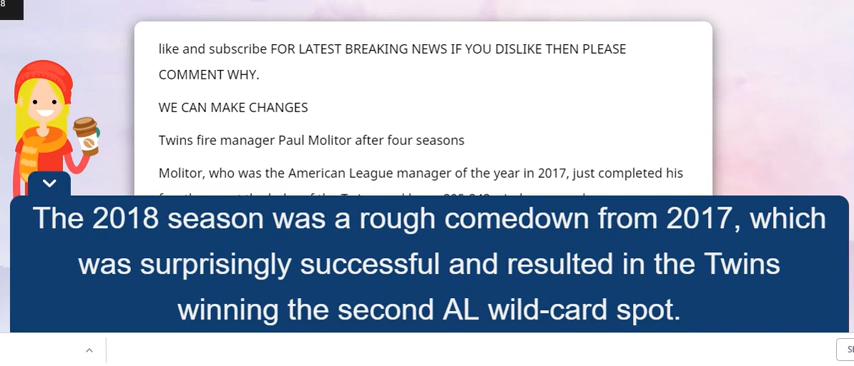 8
like and subscribe FOR LATEST BREAKING NEWS IF YOU DISLIKE THEN PLEASE
COMMENT WHY.
WE CAN MAKE CHANGES
Twins fire manager Paul Molitor after four seasons
Molitor, who was the American League manager of the year in 2017, just completed his
The 2018 season was a rough comedown from 2017, which
was surprisingly successful and resulted in the Twins
winning the second AL wild-card spot.